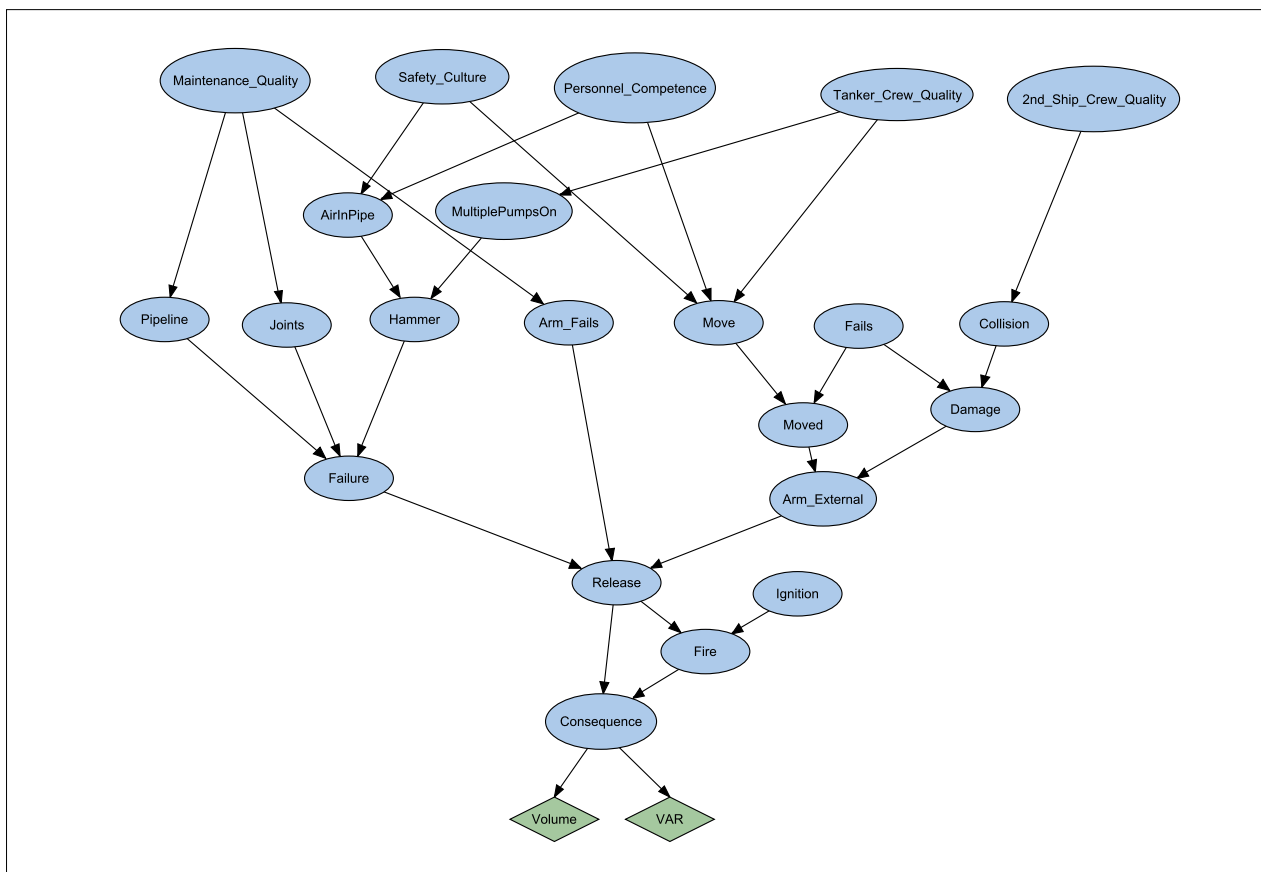 Maintenance_Quality
Safety_Culture
Personnel_Competence
Tanker_Crew_Quality
2nd_Ship_Crew_Quality
AirInPipe
MultiplePumpsOn
Pipeline
Joints
Hammer
Arm_Fails
Move
Fails
Collision
Damage
Moved
Failure
Arm_External
Release
Ignition
Fire
Consequence
Volume
VAR